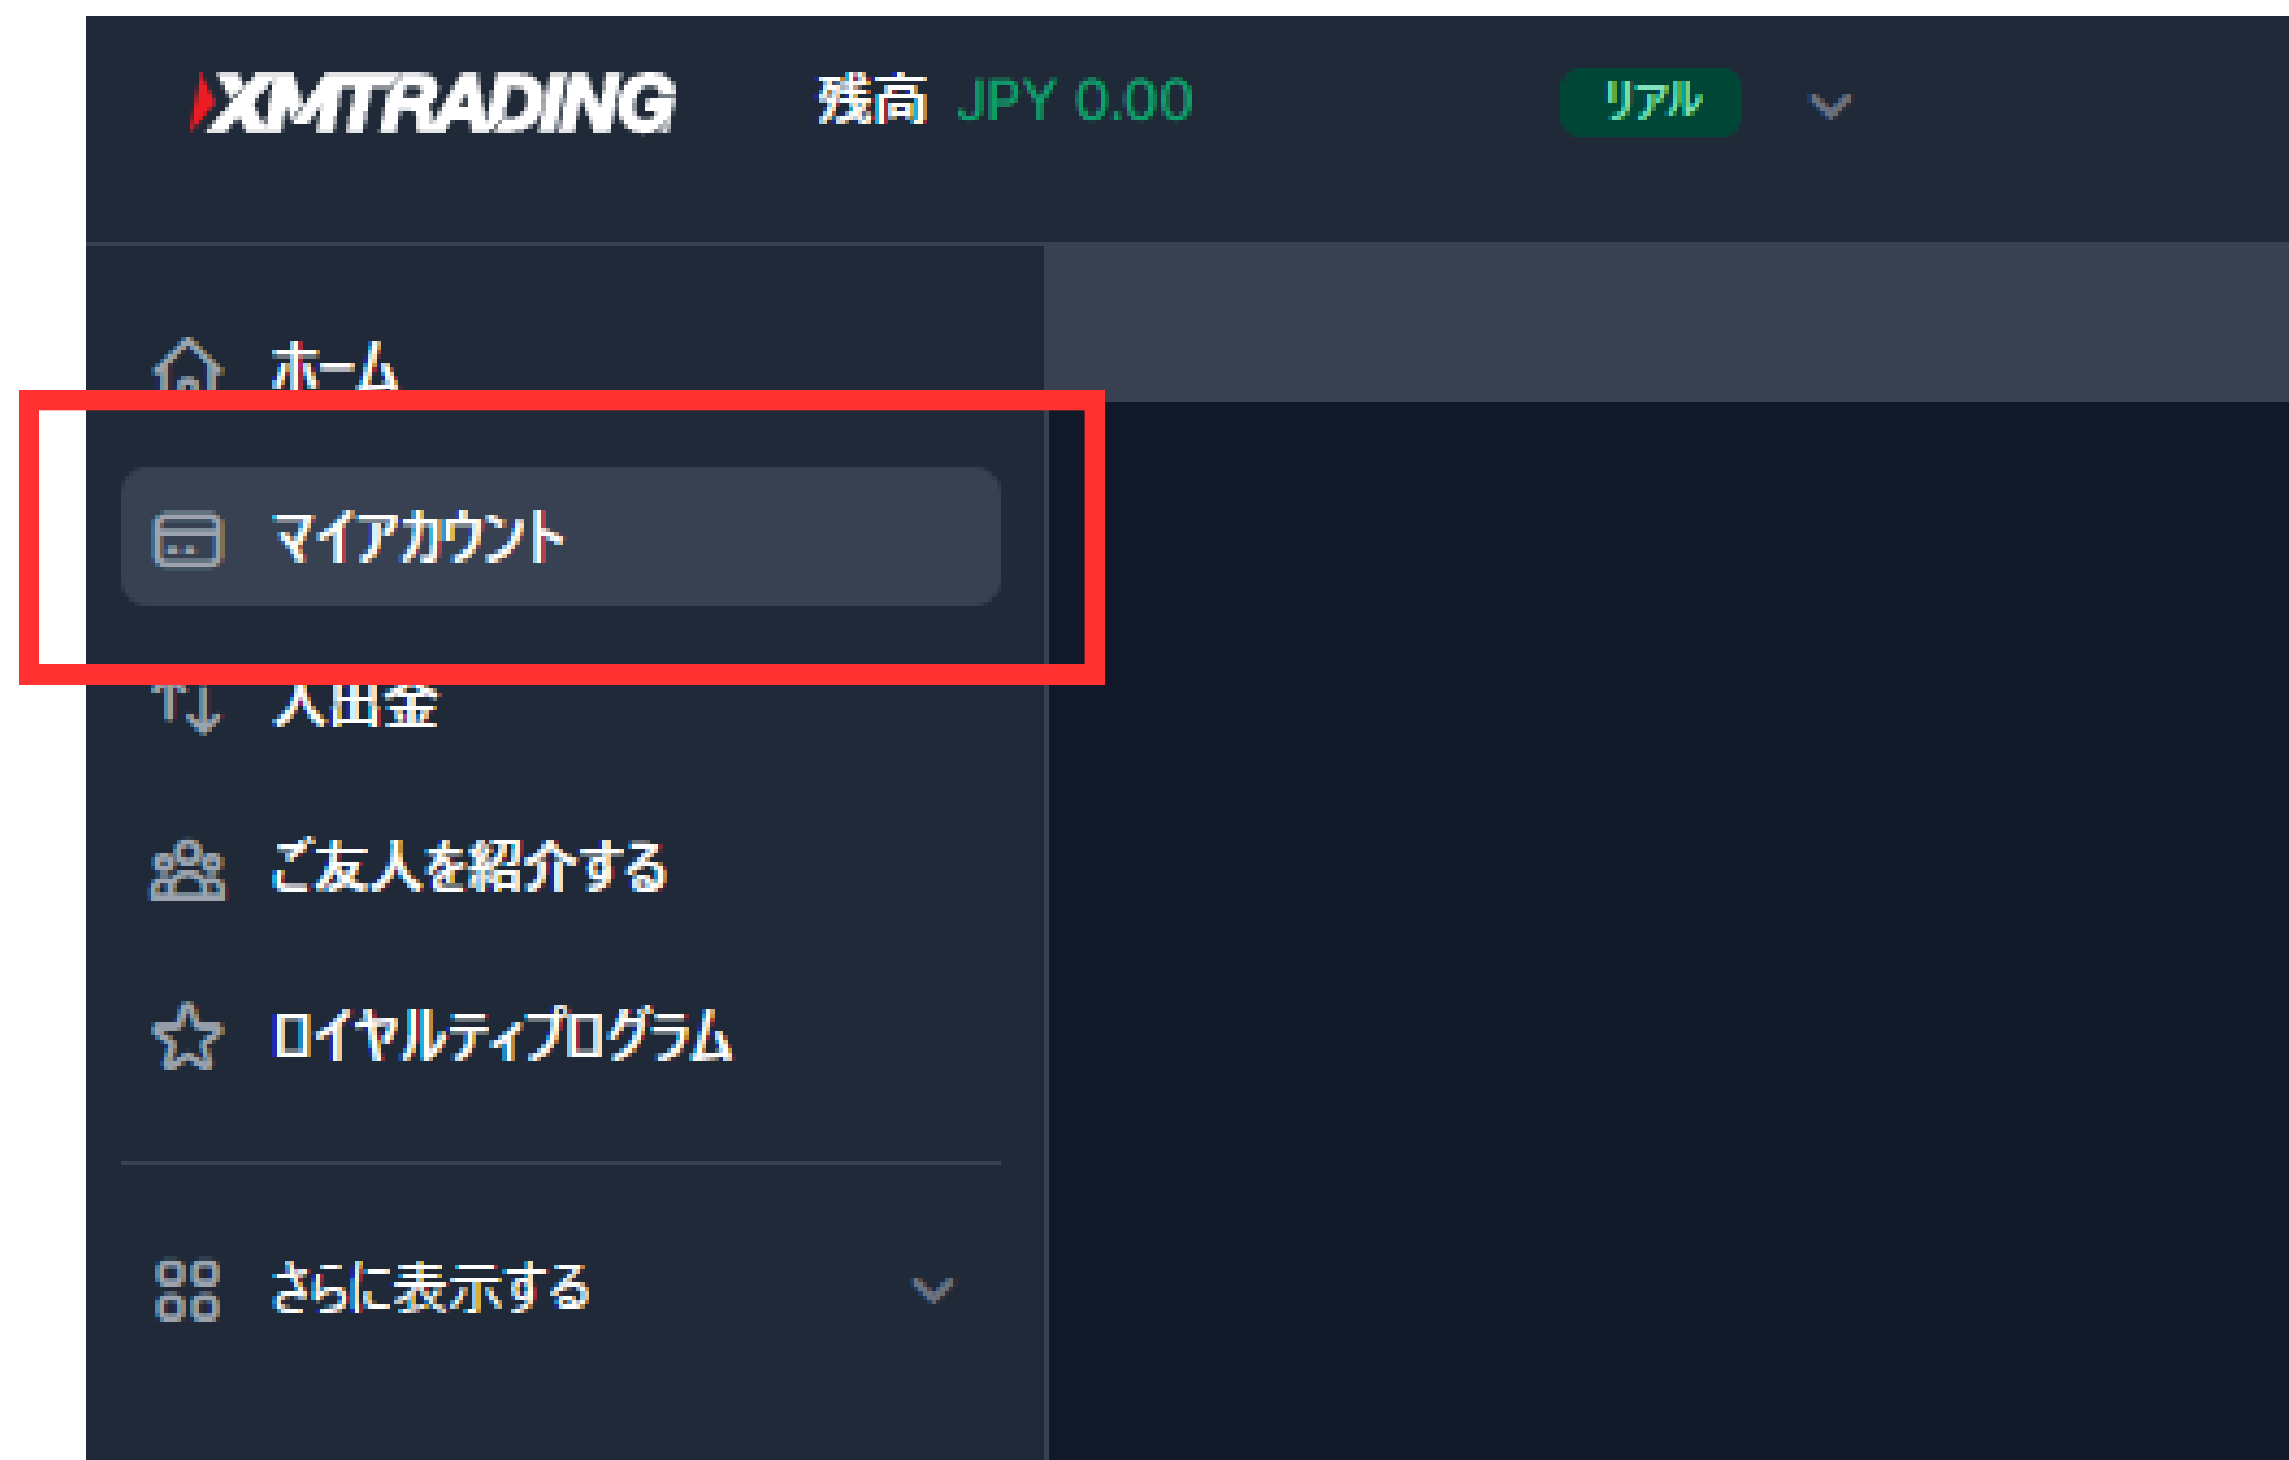 XMTRADING 残高 JPY 0.00 リアル
ホーム
マイアカウント
入出金
ご友人を紹介する
ロイヤルティプログラム
さらに表示する